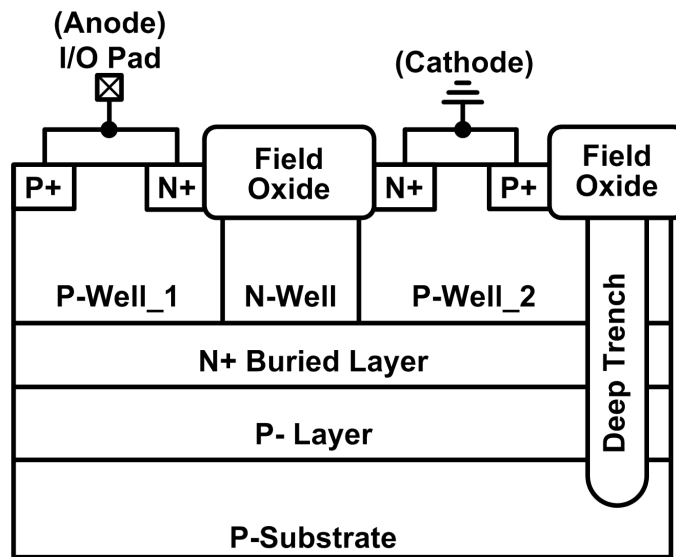 (Anode)
I/O Pad
(Cathode)
P+
N+
Field
Oxide
N+
P+
Field
Oxide
P-Well_1
N-Well
P-Well_2
Deep Trench
N+ Buried Layer
P- Layer
P-Substrate